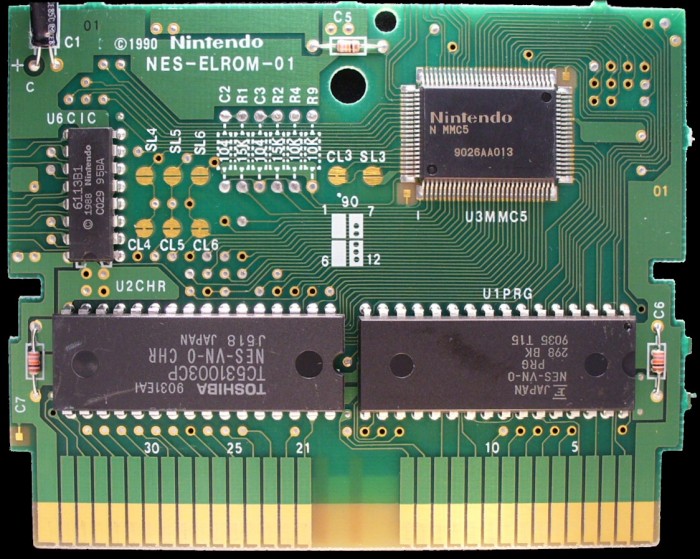 01
C5
C1
©1990 Nintendo
NES-ELROM-01
+
C
U6CIC
SL4
SL5
SL6
C2
R1
C3
R2
R4
R9
CL3
SL3
Nintendo
N MMC5
9026AA013
U3MMC5
01
6113B1
© 1988 Nintendo
C029 958A
CL4
CL5
CL6
'90
1
7
6
12
U2CHR
U1PRG
C6
C7
TOSHIBA
9031EAI
TC531003CP
NES-VN-0 CHR
J618 JAPAN
JAPAN
NES-VN-0
PRG
298 BK
9035 T15
30
25
21
10
5